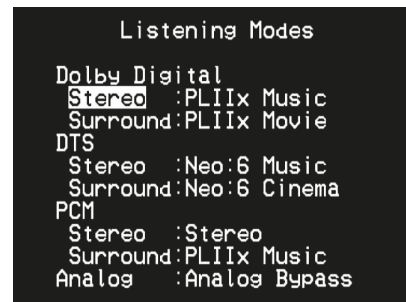 Listening Modes
Dolby Digital
Stereo :PLIIx Music
Surround:PLIIx Movie
DTS
Stereo :Neo:6 Music
Surround:Neo:6 Cinema
PCM
Stereo :Stereo
Surround:PLIIx Music
Analog :Analog Bypass